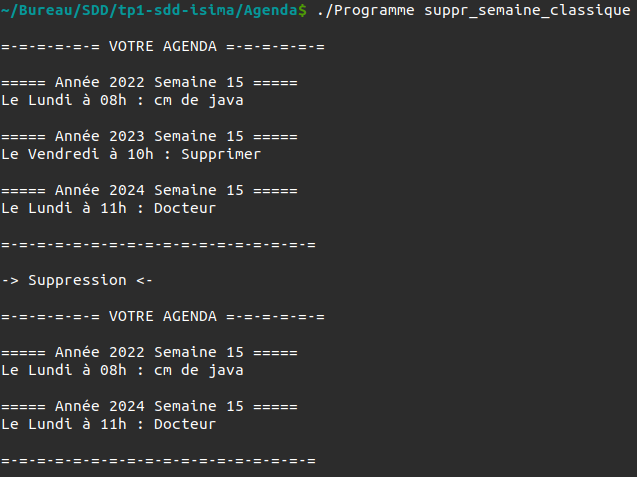 ~/Bureau/SDD/tp1-sdd-isima/Agenda$ ./Programme suppr_semaine_classique
=-=-=-=-=-= VOTRE AGENDA =-=-=-=-=-=
===== Année 2022 Semaine 15 =====
Le Lundi à 08h : cm de java
===== Année 2023 Semaine 15 =====
Le Vendredi à 10h : Supprimer
===== Année 2024 Semaine 15 =====
Le Lundi à 11h : Docteur
=-=-=-=-=-=-=-=-=-=-=-=-=-=-=-=-=-=
-> Suppression <-
=-=-=-=-=-= VOTRE AGENDA =-=-=-=-=-=
===== Année 2022 Semaine 15 =====
Le Lundi à 08h : cm de java
===== Année 2024 Semaine 15 =====
Le Lundi à 11h : Docteur
=-=-=-=-=-=-=-=-=-=-=-=-=-=-=-=-=-=